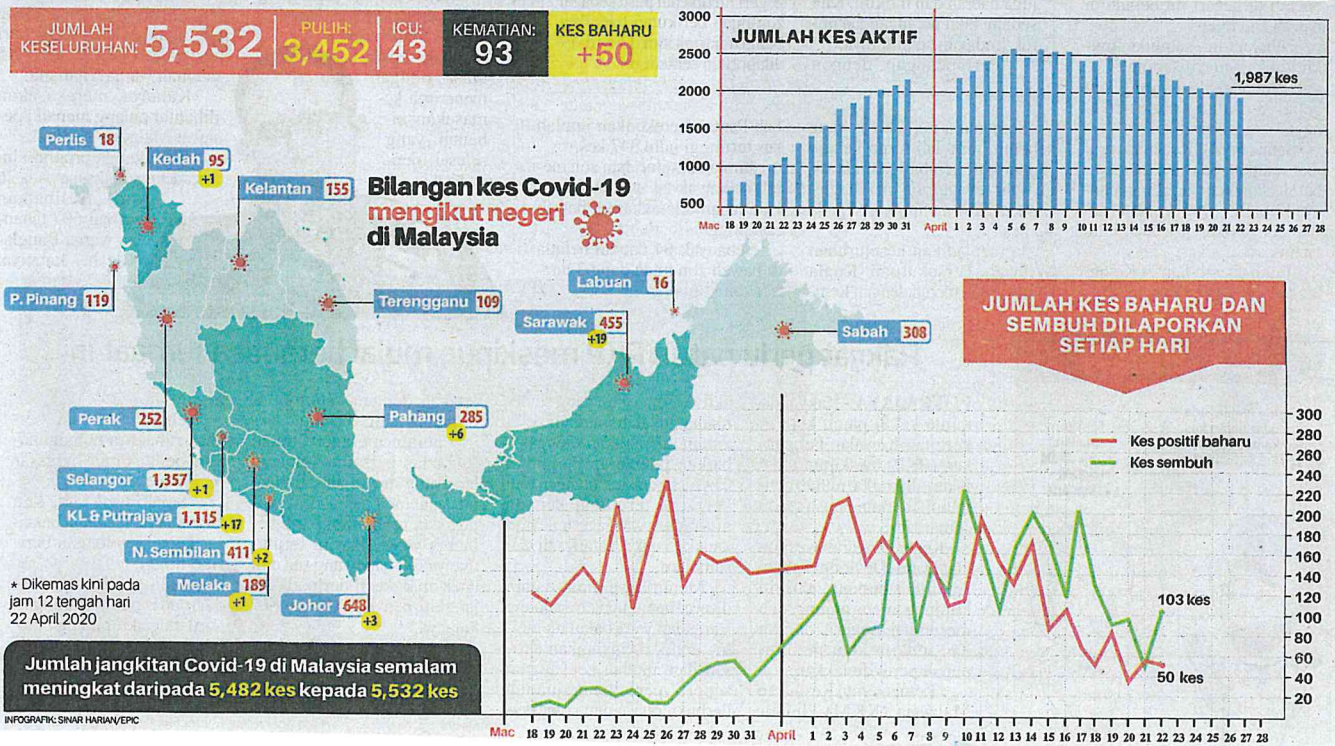 JUMLAH
KESELURUHAN: 5,532
PULIH:
3,452
ICU:
43
KEMATIAN:
93
KES BAHARU
+50
JUMLAH KES AKTIF
3000
2500
2000
1500
1000
500
1,987 kes
Mac 18 19 20 21 22 23 24 25 26 27 28 29 30 31 April 1 2 3 4 5 6 7 8 9 10 11 12 13 14 15 16 17 18 19 20 21 22 23 24 25 26 27 28
Bilangan kes Covid-19
mengikut negeri
di Malaysia
Perlis 18
Kedah 95
+1
Kelantan 155
P. Pinang 119
Terengganu 109
Labuan 16
Sarawak 455
+19
Sabah 308
Perak 252
Pahang 285
+6
Selangor 1,357
+1
KL & Putrajaya 1,115
+17
N. Sembilan 411
+2
Melaka 189
+1
Johor 648
+3
* Dikemas kini pada
jam 12 tengah hari
22 April 2020
Jumlah jangkitan Covid-19 di Malaysia semalam
meningkat daripada 5,482 kes kepada 5,532 kes
INFOGRAFIK: SINAR HARIAN/EPIC
JUMLAH KES BAHARU DAN
SEMBUH DILAPORKAN
SETIAP HARI
Kes positif baharu
Kes sembuh
300
280
260
240
220
200
180
160
140
120
100
80
60
40
20
103 kes
50 kes
Mac 18 19 20 21 22 23 24 25 26 27 28 29 30 31 April 1 2 3 4 5 6 7 8 9 10 11 12 13 14 15 16 17 18 19 20 21 22 23 24 25 26 27 28